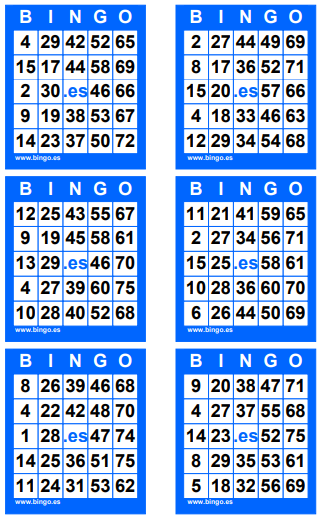 B I N G O
4 29 42 52 65
15 17 44 58 69
2 30 .es 46 66
9 19 38 53 67
14 23 37 50 72
www.bingo.es
B I N G O
2 27 44 49 69
8 17 36 52 71
15 20 .es 57 66
4 18 33 46 63
12 29 34 54 68
www.bingo.es
B I N G O
12 25 43 55 67
9 19 45 58 61
13 29 .es 46 70
4 27 39 60 75
10 28 40 52 68
www.bingo.es
B I N G O
11 21 41 59 65
2 27 34 56 71
15 25 .es 58 61
10 28 36 60 70
6 26 44 50 69
www.bingo.es
B I N G O
8 26 39 46 68
4 22 42 48 70
1 28 .es 47 74
14 25 36 51 75
11 24 31 53 62
www.bingo.es
B I N G O
9 20 38 47 71
4 27 37 55 68
14 23 .es 52 75
8 29 35 53 61
5 18 32 56 69
www.bingo.es